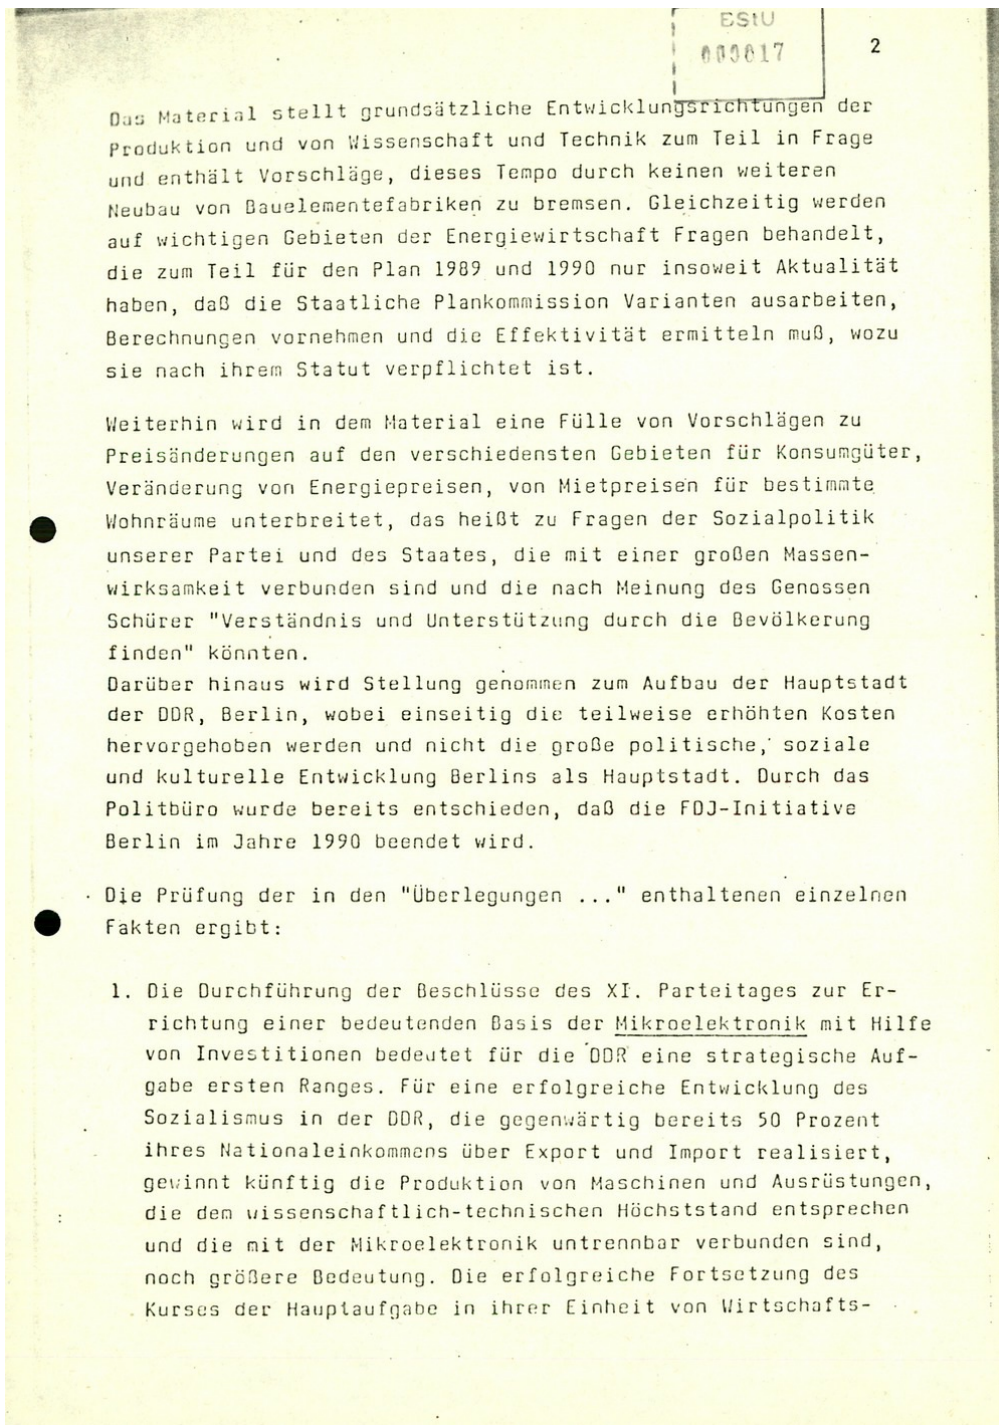 BStU
000017
2
Das Material stellt grundsätzliche Entwicklungsrichtungen der
Produktion und von Wissenschaft und Technik zum Teil in Frage
und enthält Vorschläge, dieses Tempo durch keinen weiteren
Neubau von Bauelementefabriken zu bremsen. Gleichzeitig werden
auf wichtigen Gebieten der Energiewirtschaft Fragen behandelt,
die zum Teil für den Plan 1989 und 1990 nur insoweit Aktualität
haben, daß die Staatliche Plankommission Varianten ausarbeiten,
Berechnungen vornehmen und die Effektivität ermitteln muß, wozu
sie nach ihrem Statut verpflichtet ist.
Weiterhin wird in dem Material eine Fülle von Vorschlägen zu
Preisänderungen auf den verschiedensten Gebieten für Konsumgüter,
Veränderung von Energiepreisen, von Mietpreisen für bestimmte
Wohnräume unterbreitet, das heißt zu Fragen der Sozialpolitik
unserer Partei und des Staates, die mit einer großen Massen-
wirksamkeit verbunden sind und die nach Meinung des Genossen
Schürer "Verständnis und Unterstützung durch die Bevölkerung
finden" könnten.
Darüber hinaus wird Stellung genommen zum Aufbau der Hauptstadt
der DDR, Berlin, wobei einseitig die teilweise erhöhten Kosten
hervorgehoben werden und nicht die große politische, soziale
und kulturelle Entwicklung Berlins als Hauptstadt. Durch das
Politbüro wurde bereits entschieden, daß die FDJ-Initiative
Berlin im Jahre 1990 beendet wird.
Die Prüfung der in den "Überlegungen ..." enthaltenen einzelnen
Fakten ergibt:
1. Die Durchführung der Beschlüsse des XI. Parteitages zur Er-
richtung einer bedeutenden Basis der Mikroelektronik mit Hilfe
von Investitionen bedeutet für die DDR eine strategische Auf-
gabe ersten Ranges. Für eine erfolgreiche Entwicklung des
Sozialismus in der DDR, die gegenwärtig bereits 50 Prozent
ihres Nationaleinkommens über Export und Import realisiert,
gewinnt künftig die Produktion von Maschinen und Ausrüstungen,
die dem wissenschaftlich-technischen Höchststand entsprechen
und die mit der Mikroelektronik untrennbar verbunden sind,
noch größere Bedeutung. Die erfolgreiche Fortsetzung des
Kurses der Hauptaufgabe in ihrer Einheit von Wirtschafts-